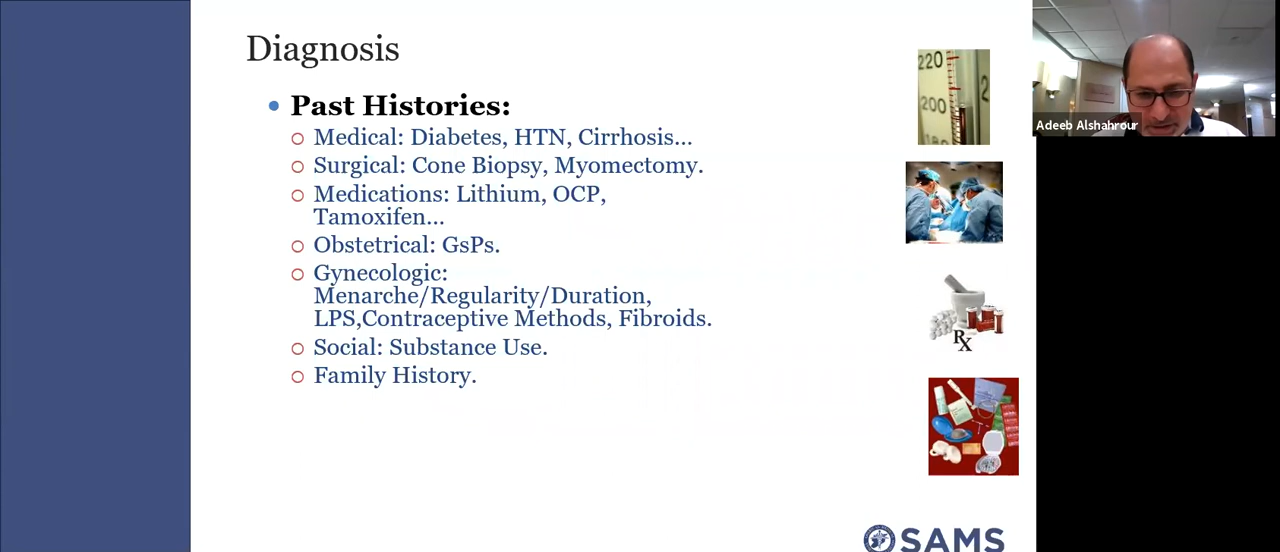 Diagnosis
Past Histories:
Medical: Diabetes, HTN, Cirrhosis...
Surgical: Cone Biopsy, Myomectomy.
Medications: Lithium, OCP,
Tamoxifen...
Obstetrical: GsPs.
Gynecologic:
Menarche/Regularity/Duration,
LPS,Contraceptive Methods, Fibroids.
Social: Substance Use.
Family History.
220
200
Rx
SAMS
Adeeb Alshahrour